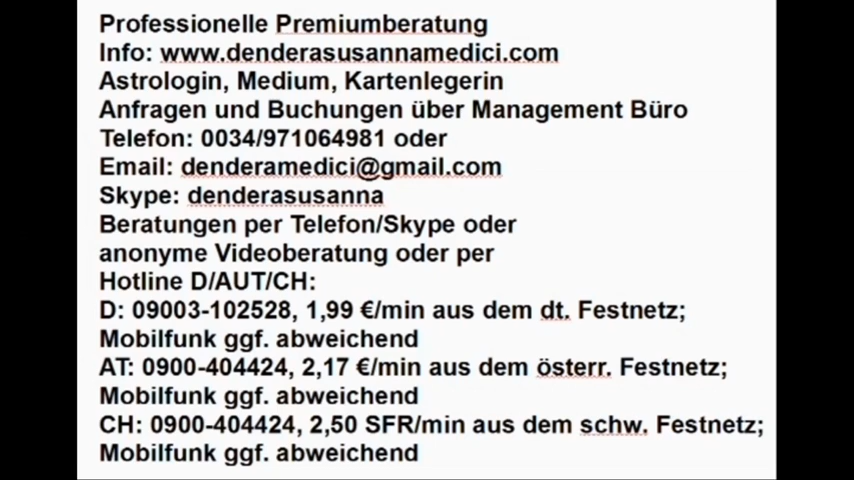 Professionelle Premiumberatung
Info: www.denderasusannamedici.com
Astrologin, Medium, Kartenlegerin
Anfragen und Buchungen über Management Büro
Telefon: 0034/971064981 oder
Email: denderamedici@gmail.com
Skype: denderasusanna
Beratungen per Telefon/Skype oder
anonyme Videoberatung oder per
Hotline D/AUT/CH:
D: 09003-102528, 1,99 €/min aus dem dt. Festnetz;
Mobilfunk ggf. abweichend
AT: 0900-404424, 2,17 €/min aus dem österr. Festnetz;
Mobilfunk ggf. abweichend
CH: 0900-404424, 2,50 SFR/min aus dem schw. Festnetz;
Mobilfunk ggf. abweichend